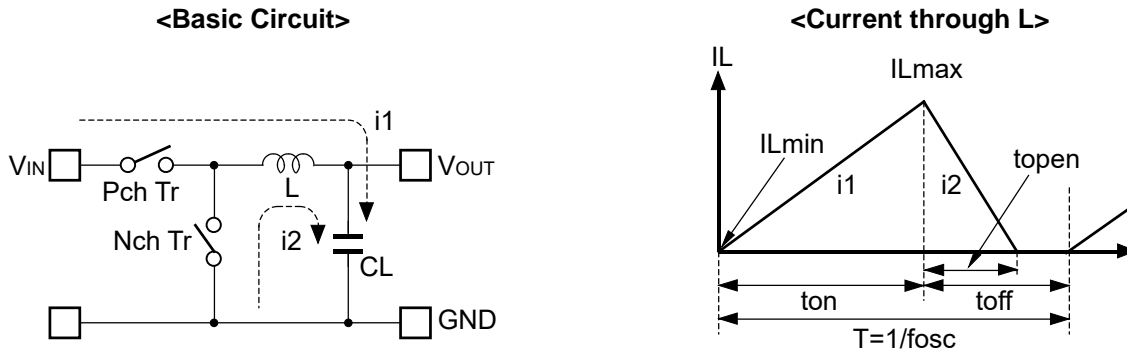 <Basic Circuit>
i1
VIN
Pch Tr
L
VOUT
Nch Tr
i2
CL
GND
<Current through L>
IL
ILmax
ILmin
topen
i1
i2
ton
toff
T=1/fosc